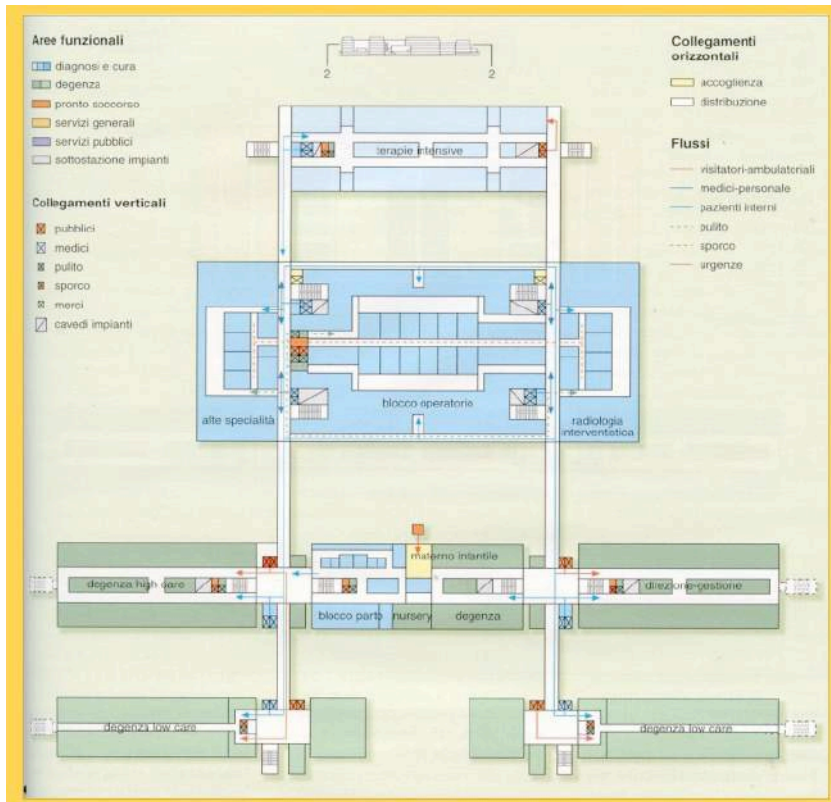 Aree funzionali
diagnosi e cura
degenza
pronto soccorso
servizi generali
servizi pubblici
sottostazione impianti
Collegamenti verticali
pubblici
medici
pulito
sporco
merci
cavedi impianti
2
2
Collegamenti
orizzontali
accoglienza
distribuzione
Flussi
visitatori-ambulatoriali
medici-personale
pazienti interni
pulito
sporco
urgenze
terapie intensive
alte specialità
blocco operatorio
radiologia
interventistica
materno infantile
degenza high care
direzione-gestione
blocco parto
nursery
degenza
degenza low care
degenza low care